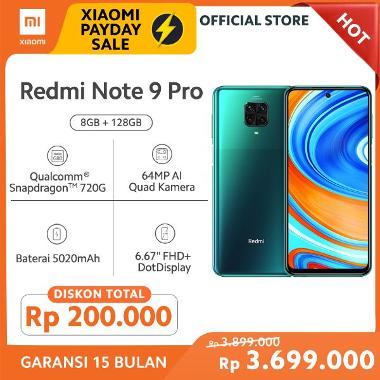 mi
XIAOMI
XIAOMI
PAYDAY
SALE
OFFICIAL STORE
HOT
Redmi Note 9 Pro
8GB + 128GB
Qualcomm®
Snapdragon™ 720G
64MP AI
Quad Kamera
Baterai 5020mAh
6.67" FHD+
DotDisplay
Redmi
DISKON TOTAL
Rp 200.000
GARANSI 15 BULAN
Rp 3.899.000
Rp 3.699.000